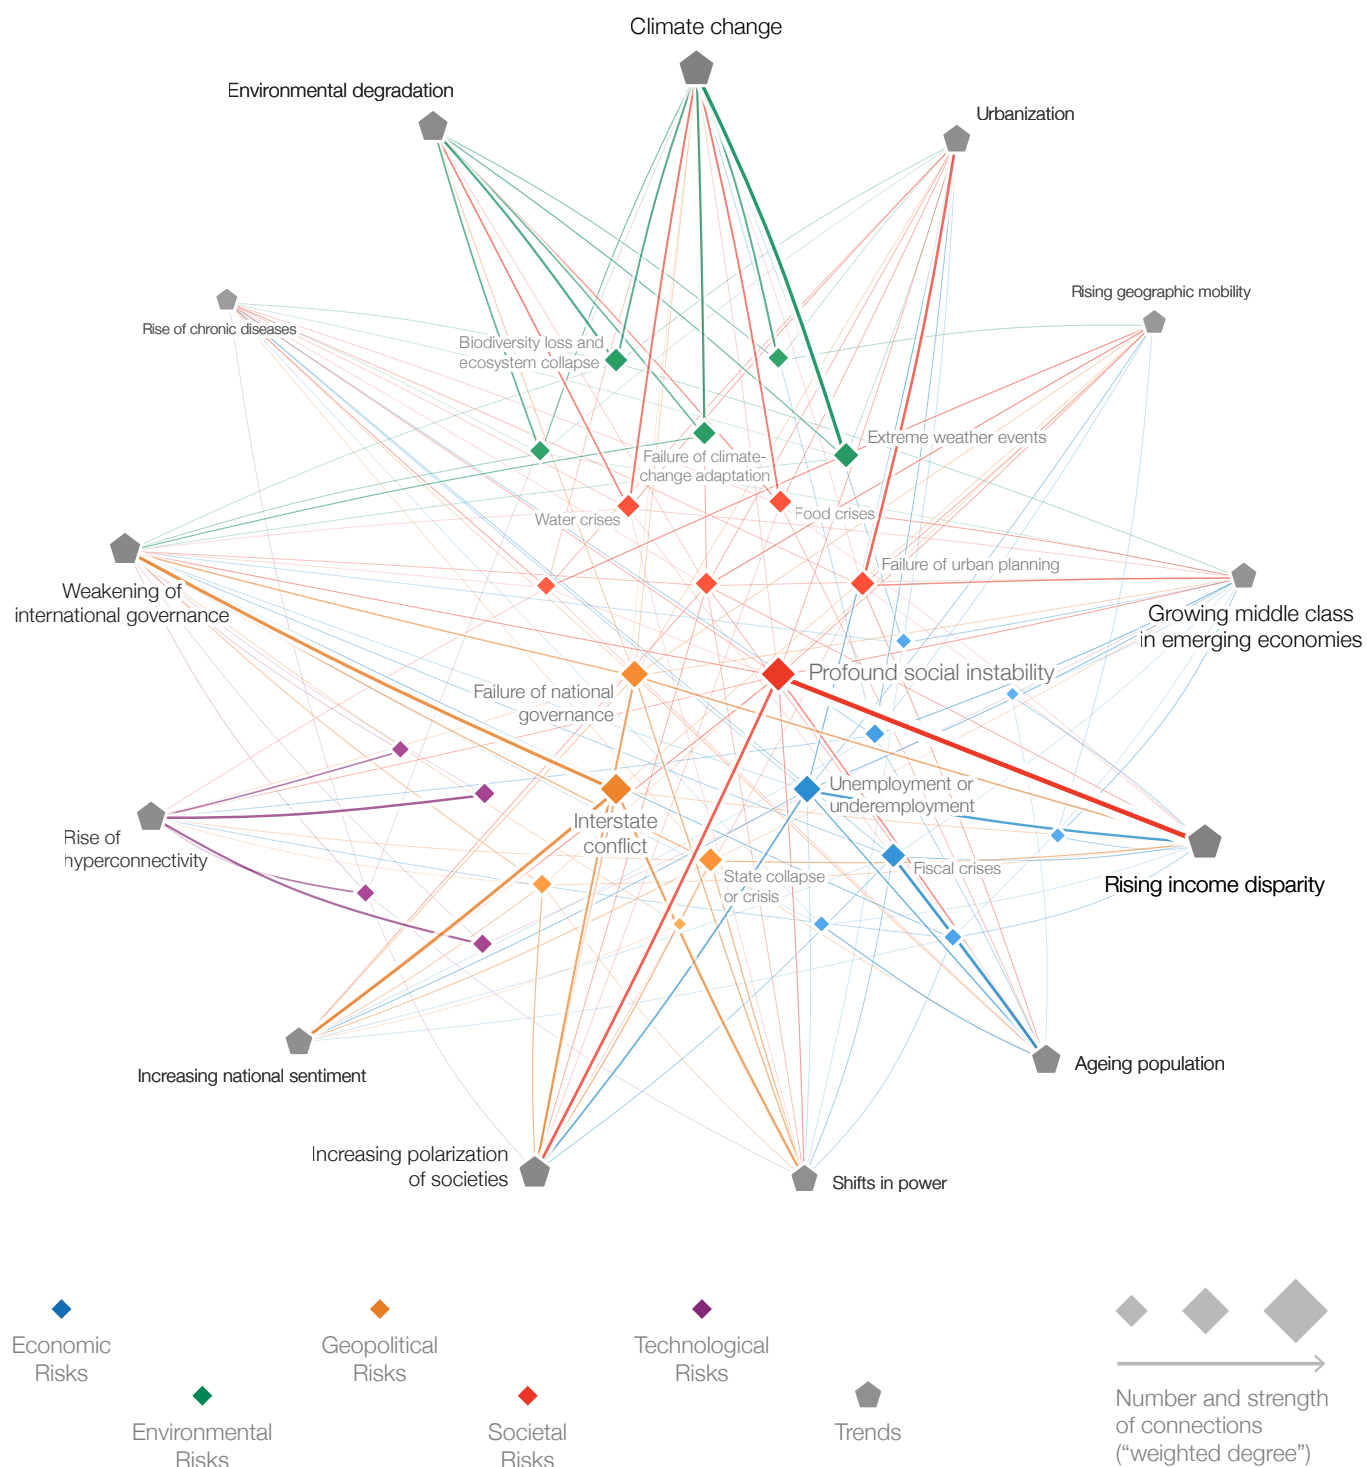 Climate change
Environmental degradation
Urbanization
Rising geographic mobility
Rise of chronic diseases
Biodiversity loss and
ecosystem collapse
Extreme weather events
Failure of climate-
change adaptation
Water crises
Food crises
Failure of urban planning
Weakening of
international governance
Growing middle class
in emerging economies
Profound social instability
Failure of national
governance
Unemployment or
underemployment
Interstate
conflict
Rise of
hyperconnectivity
State collapse
or crisis
Fiscal crises
Rising income disparity
Increasing national sentiment
Ageing population
Increasing polarization
of societies
Shifts in power
Economic
Risks
Geopolitical
Risks
Technological
Risks
Environmental
Risks
Societal
Risks
Trends
Number and strength
of connections
(“weighted degree”)